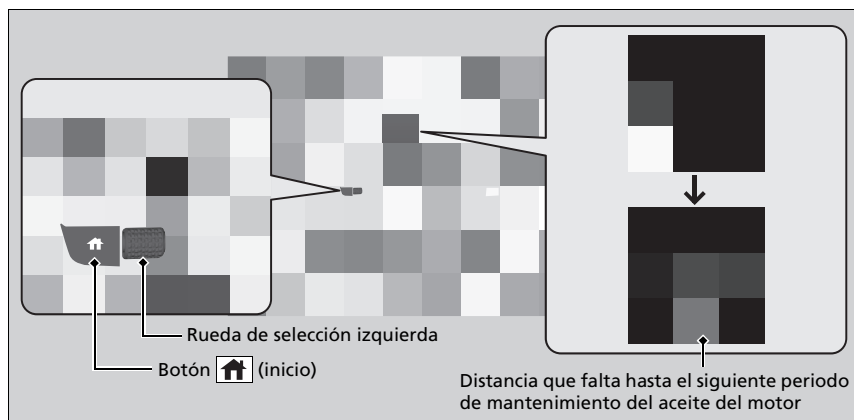 Rueda de selección izquierda
Botón (inicio)
Distancia que falta hasta el siguiente periodo
de mantenimiento del aceite del motor